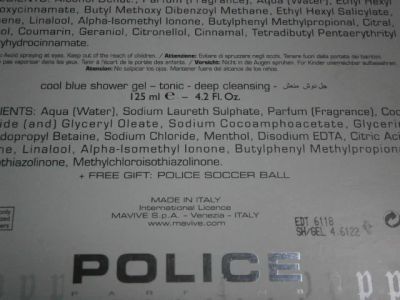 Parfum (Fragrance), Aqua (Water), Ethyl Hexyl
oxycinnamate, Butyl Methoxy Dibenzoyl Methane, Ethyl Hexyl Salicylate,
ene, Linalool, Alpha-Isomethyl Ionone, Butylphenyl Methylpropional, Citral,
ol, Coumarin, Geraniol, Citronellol, Cinnamal, Tetradibutyl Pentaerythrityl
yhydrocinnamate.
Avoid spraying at eyes. Keep out of the reach of children. / Attenzione: Evitare di spruzzare negli occhi. Tenere fuori dalla portata dei bambini.
pas vaporiser dans les yeux. Tenir à l'écart de la portée des enfants. / Achtung: Nicht in die Augen sprühen. Für Kinder unerreichbar aufbewahren.
Atención: No salpicar los ojos. Mantener fuera del alcance de los niños.
cool blue shower gel – tonic - deep cleansing - جل دوش منعش
125 ml ℮ – 4.2 Fl. Oz.
IENTS: Aqua (Water), Sodium Laureth Sulphate, Parfum (Fragrance), Coc
ide (and) Glyceryl Oleate, Sodium Cocoamphoacetate, Glycerin
dopropyl Betaine, Sodium Chloride, Menthol, Disodium EDTA, Citric Ac
ne, Linalool, Alpha-Isomethyl Ionone, Butylphenyl Methylpropional
isothiazolinone, Methylchloroisothiazolinone.
+ FREE GIFT: POLICE SOCCER BALL
MADE IN ITALY
International Licence
MAVIVE S.p.A. - Venezia - ITALY
www.mavive.com
EDT 6118
SH/GEL 4.6122
POLICE